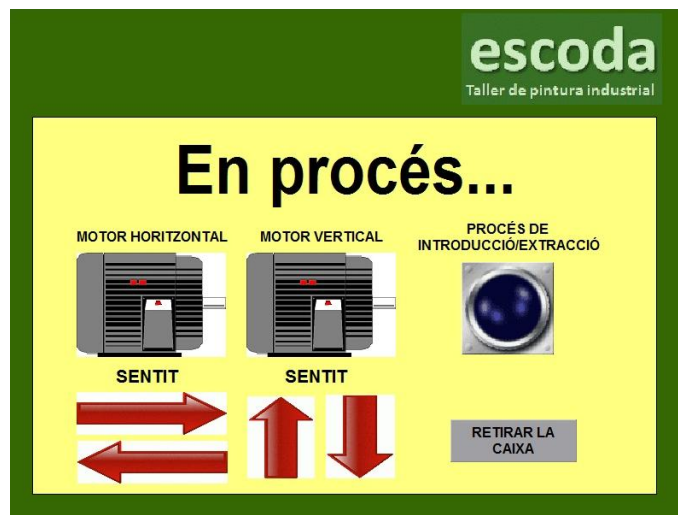 escoda
Taller de pintura industrial
En procés...
MOTOR HORITZONTAL
MOTOR VERTICAL
PROCÉS DE
INTRODUCCIÓ/EXTRACCIÓ
SENTIT
SENTIT
RETIRAR LA
CAIXA